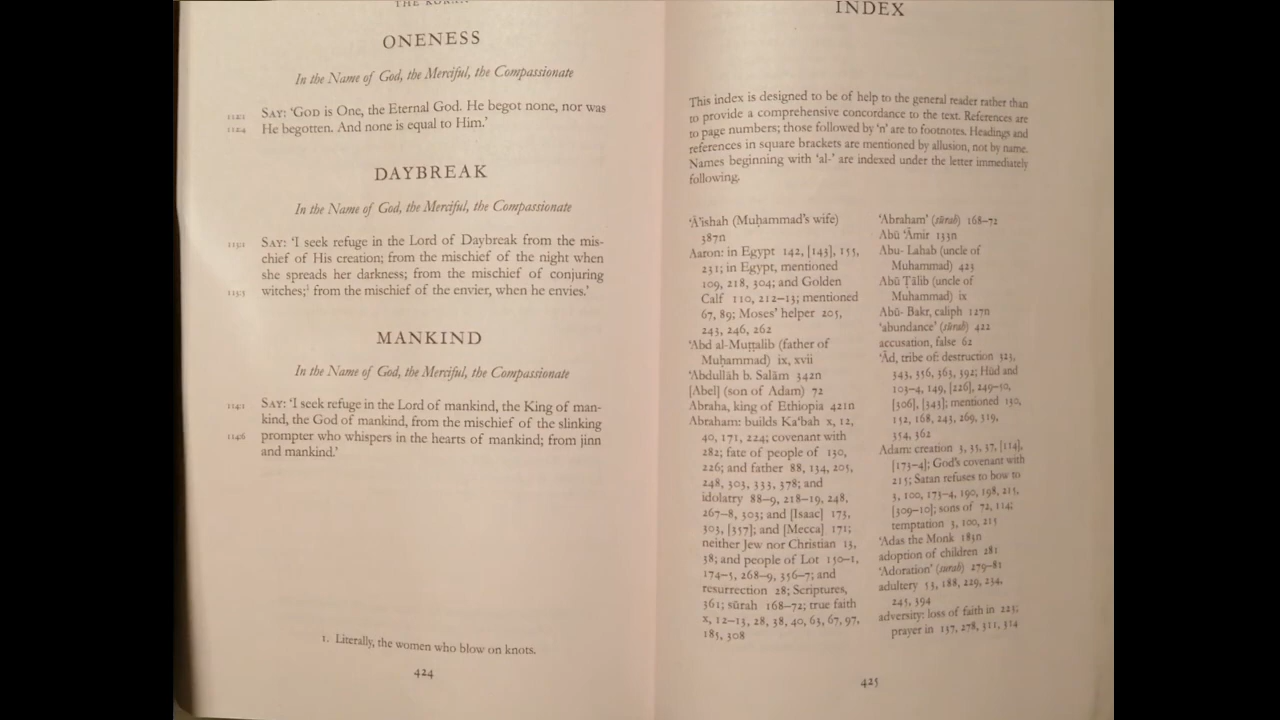 THE KORAN
ONENESS
In the Name of God, the Merciful, the Compassionate
112:1 SAY: ‘GOD is One, the Eternal God. He begot none, nor was
112:4 He begotten. And none is equal to Him.’
DAYBREAK
In the Name of God, the Merciful, the Compassionate
113:1 SAY: ‘I seek refuge in the Lord of Daybreak from the mis-
chief of His creation; from the mischief of the night when
she spreads her darkness; from the mischief of conjuring
113:5 witches;¹ from the mischief of the envier, when he envies.’
MANKIND
In the Name of God, the Merciful, the Compassionate
114:1 SAY: ‘I seek refuge in the Lord of mankind, the King of man-
kind, the God of mankind, from the mischief of the slinking
114:6 prompter who whispers in the hearts of mankind; from jinn
and mankind.’
1. Literally, the women who blow on knots.
424
INDEX
This index is designed to be of help to the general reader rather than
to provide a comprehensive concordance to the text. References are
to page numbers; those followed by ‘n’ are to footnotes. Headings and
references in square brackets are mentioned by allusion, not by name.
Names beginning with ‘al-’ are indexed under the letter immediately
following.
‘Ā’ishah (Muḥammad’s wife)
387n
Aaron: in Egypt 142, [143], 155,
231; in Egypt, mentioned
109, 218, 304; and Golden
Calf 110, 212–13; mentioned
67, 89; Moses’ helper 205,
243, 246, 262
‘Abd al-Muṭṭalib (father of
Muḥammad) ix, xvii
‘Abdullāh b. Salām 342n
[Abel] (son of Adam) 72
Abraha, king of Ethiopia 421n
Abraham: builds Ka‘bah x, 12,
40, 171, 224; covenant with
282; fate of people of 130,
226; and father 88, 134, 205,
248, 303, 333, 378; and
idolatry 88–9, 218–19, 248,
267–8, 303; and [Isaac] 173,
303, [357]; and [Mecca] 171;
neither Jew nor Christian 13,
38; and people of Lot 150–1,
174–5, 268–9, 356–7; and
resurrection 28; Scriptures,
361; sūrah 168–72; true faith
x, 12–13, 28, 38, 40, 63, 67, 97,
185, 308
‘Abraham’ (sūrah) 168–72
Abū ‘Āmir 133n
Abu- Lahab (uncle of
Muhammad) 423
Abū Ṭālib (uncle of
Muhammad) ix
Abū- Bakr, caliph 127n
‘abundance’ (sūrah) 422
accusation, false 62
‘Ād, tribe of: destruction 323,
343, 356, 363, 392; Hūd and
103–4, 149, [226], 249–50,
[306], [343]; mentioned 130,
152, 168, 243, 269, 319,
354, 362
Adam: creation 3, 35, 37, [114],
[173–4]; God’s covenant with
215; Satan refuses to bow to
3, 100, 173–4, 190, 198, 215,
[309–10]; sons of 72, 114;
temptation 3, 100, 215
‘Adas the Monk 183n
adoption of children 281
‘Adoration’ (surah) 279–81
adultery 53, 188, 229, 234,
245, 394
adversity: loss of faith in 223;
prayer in 137, 278, 311, 314
425